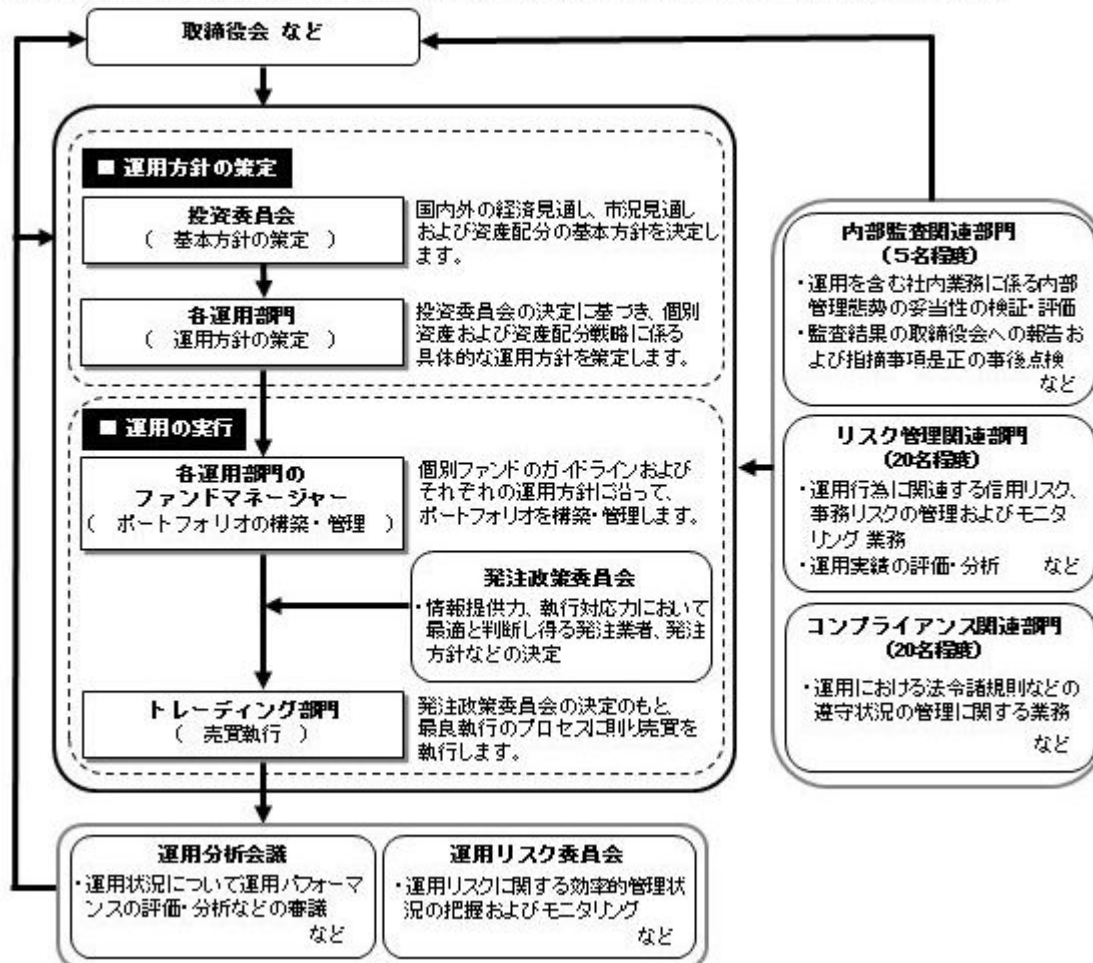 取締役会 など
■ 運用方針の策定
投資委員会
( 基本方針の策定 )
国内外の経済見通し、市況見通し
および資産配分の基本方針を決定し
ます。
各運用部門
( 運用方針の策定 )
投資委員会の決定に基づき、個別
資産および資産配分戦略に係る
具体的な運用方針を策定します。
■ 運用の実行
各運用部門の
ファンドマネージャー
( ポートフォリオの構築・管理 )
個別ファンドのガイドラインおよび
それぞれの運用方針に沿って、
ポートフォリオを構築・管理します。
発注政策委員会
・情報提供力、執行対応力において
最適と判断し得る発注業者、発注
方針などの決定
トレーディング部門
( 売買執行 )
発注政策委員会の決定のもと、
最良執行のプロセスに則り売買を
執行します。
運用分析会議
・運用状況について運用パフォーマ
ンスの評価・分析などの審議
など
運用リスク委員会
・運用リスクに関する効率的管理状
況の把握およびモニタリング
など
内部監査関連部門
(5名程度)
・運用を含む社内業務に係る内部
管理態勢の妥当性の検証・評価
・監査結果の取締役会への報告お
よび指摘事項是正の事後点検
など
リスク管理関連部門
(20名程度)
・運用行為に関連する信用リスク、
事務リスクの管理およびモニタ
リング業務
・運用実績の評価・分析 など
コンプライアンス関連部門
(20名程度)
・運用における法令諸規則などの
遵守状況の管理に関する業務
など